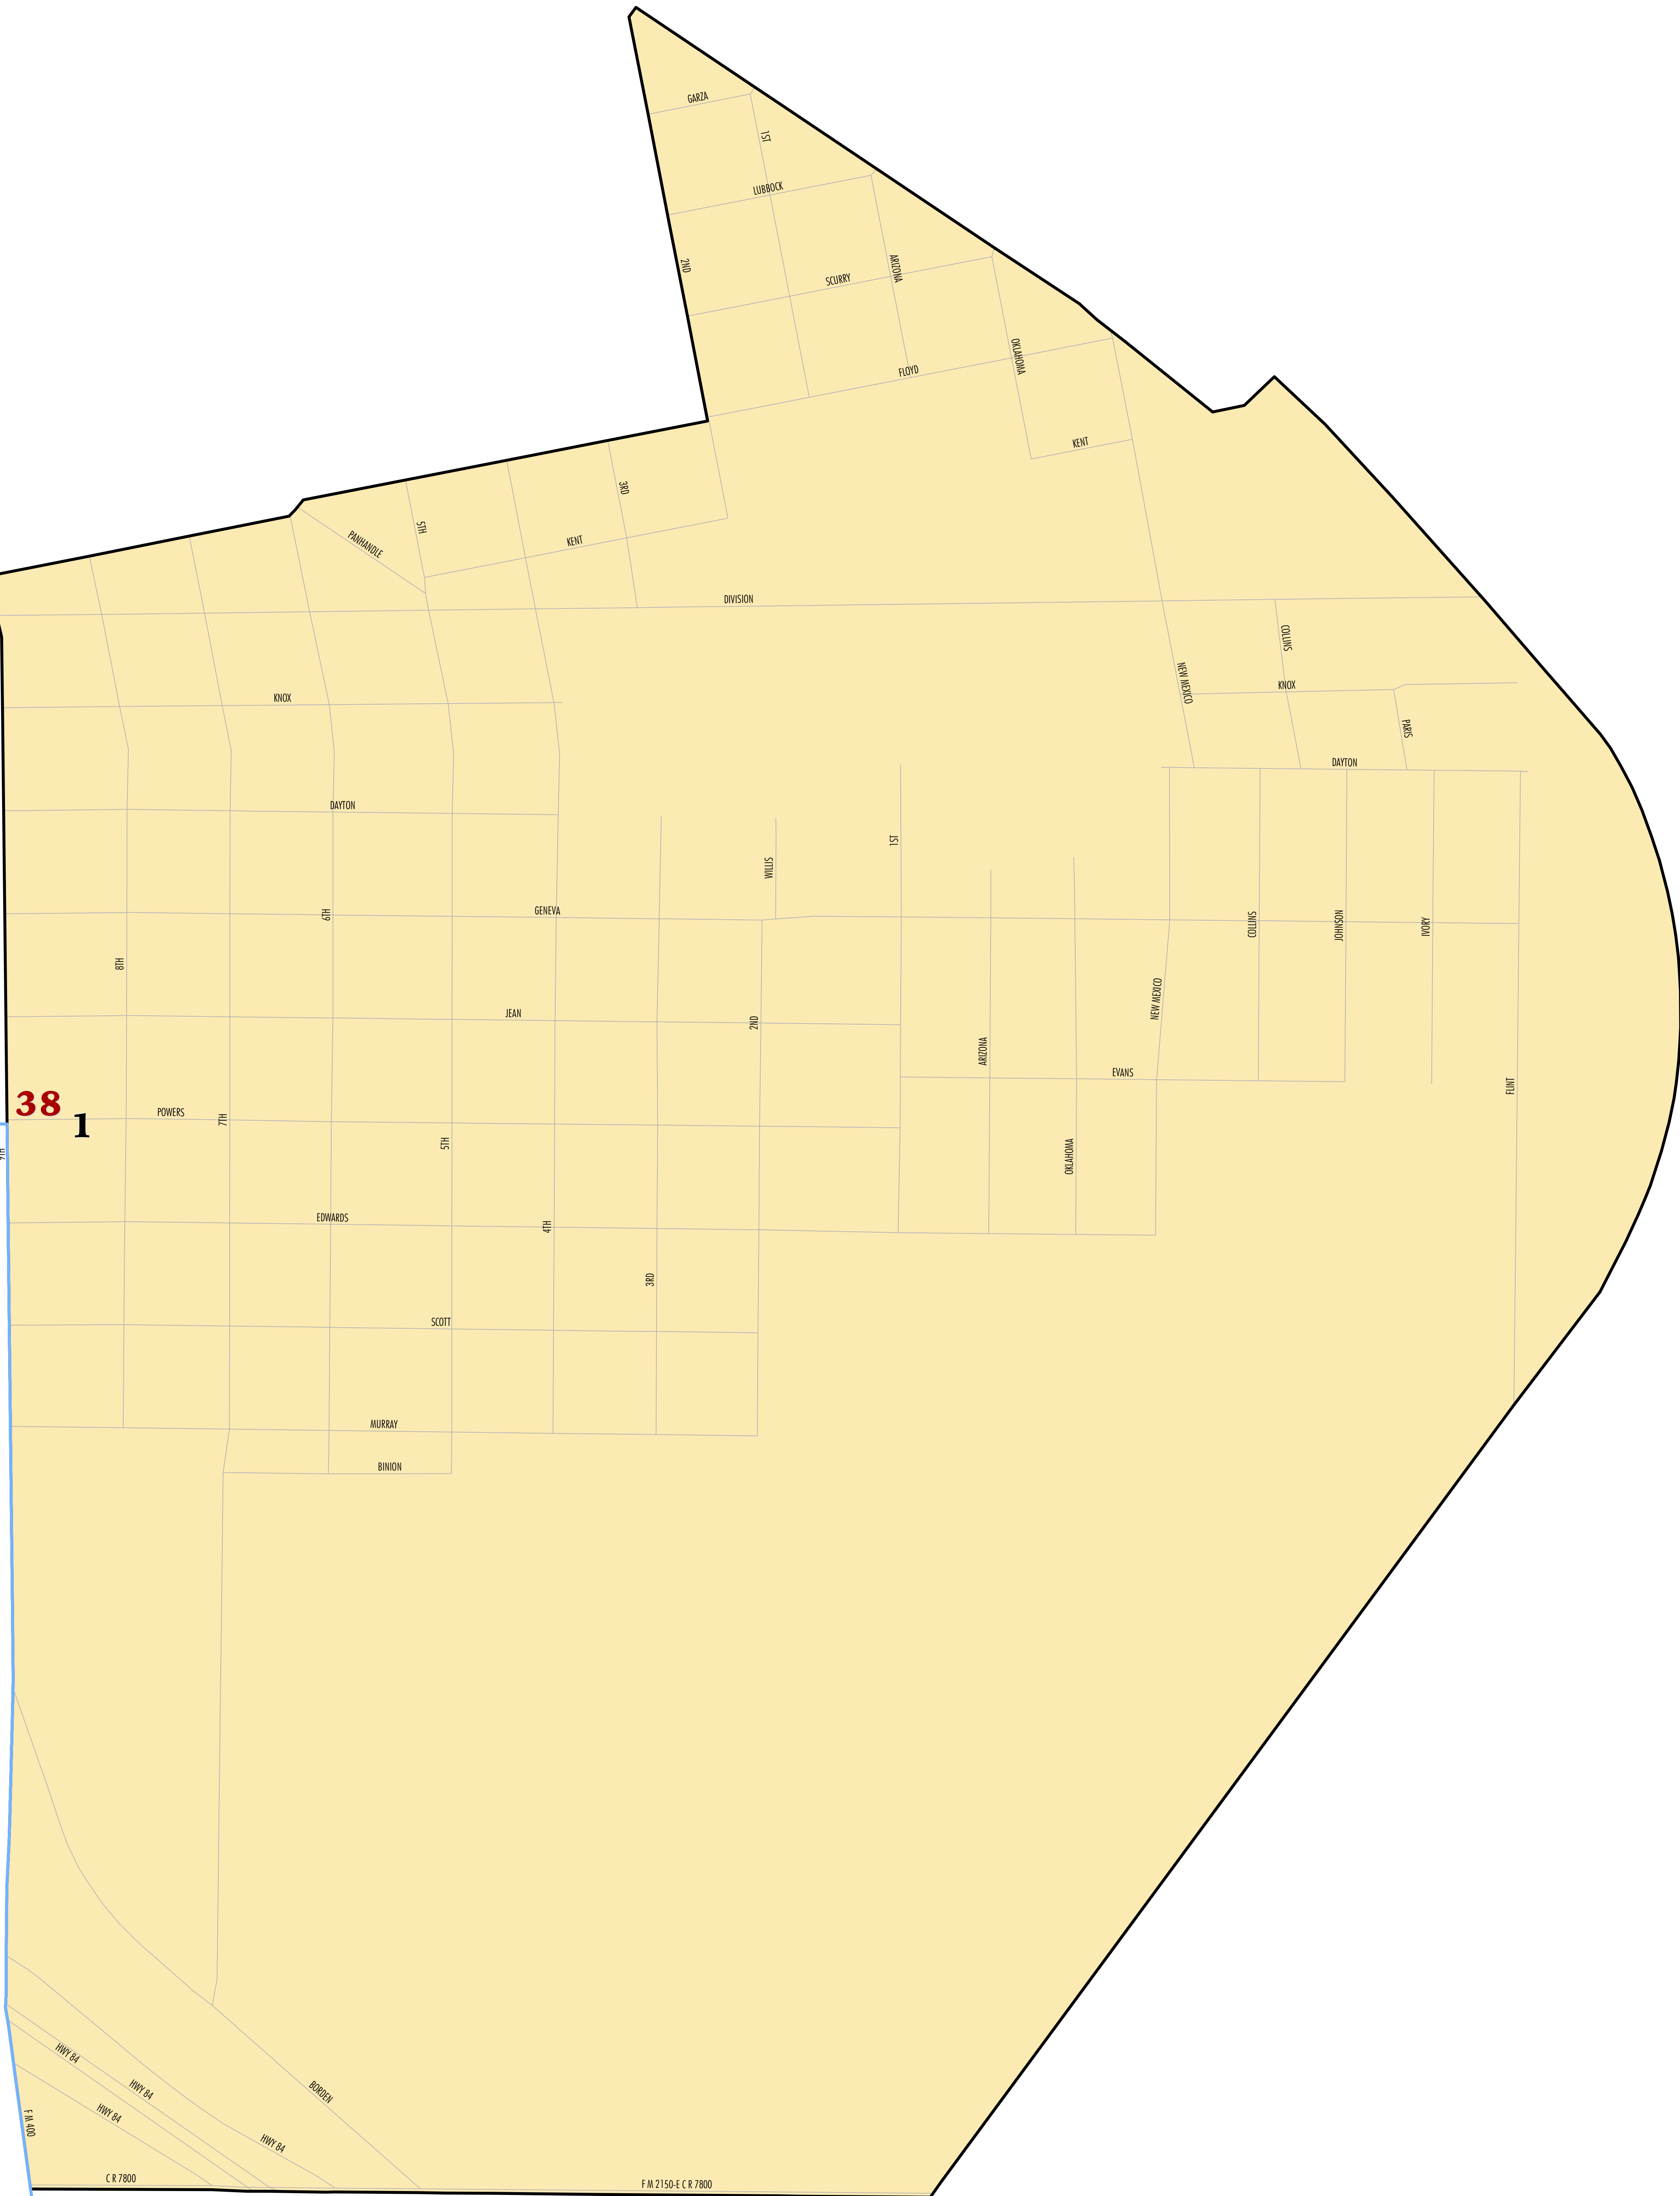 GARZA
1ST
LUBBOCK
2ND
ARIZONA
SCURRY
OKLAHOMA
FLOYD
KENT
3RD
5TH
KENT
PANHANDLE
DIVISION
COLLINS
NEW MEXICO
KNOX
KNOX
PARIS
DAYTON
DAYTON
1ST
WILLIS
GENEVA
6TH
COLLINS
JOHNSON
IVORY
8TH
NEW MEXICO
JEAN
2ND
ARIZONA
EVANS
FLINT
38
1
POWERS
7TH
5TH
OKLAHOMA
EDWARDS
4TH
3RD
SCOTT
MURRAY
BINION
HWY 84
HWY 84
HWY 84
HWY 84
BORDEN
F M 400
C R 7800
F M 2150-E C R 7800